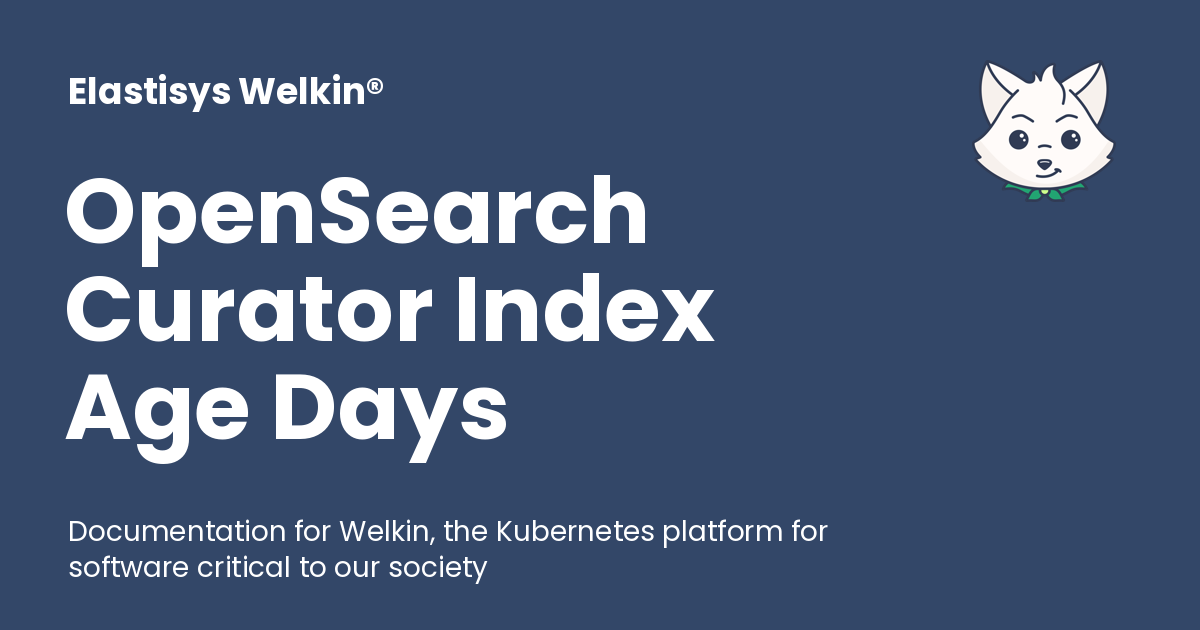 Elastisys Welkin®
OpenSearch
Curator Index
Age Days
Documentation for Welkin, the Kubernetes platform for
software critical to our society